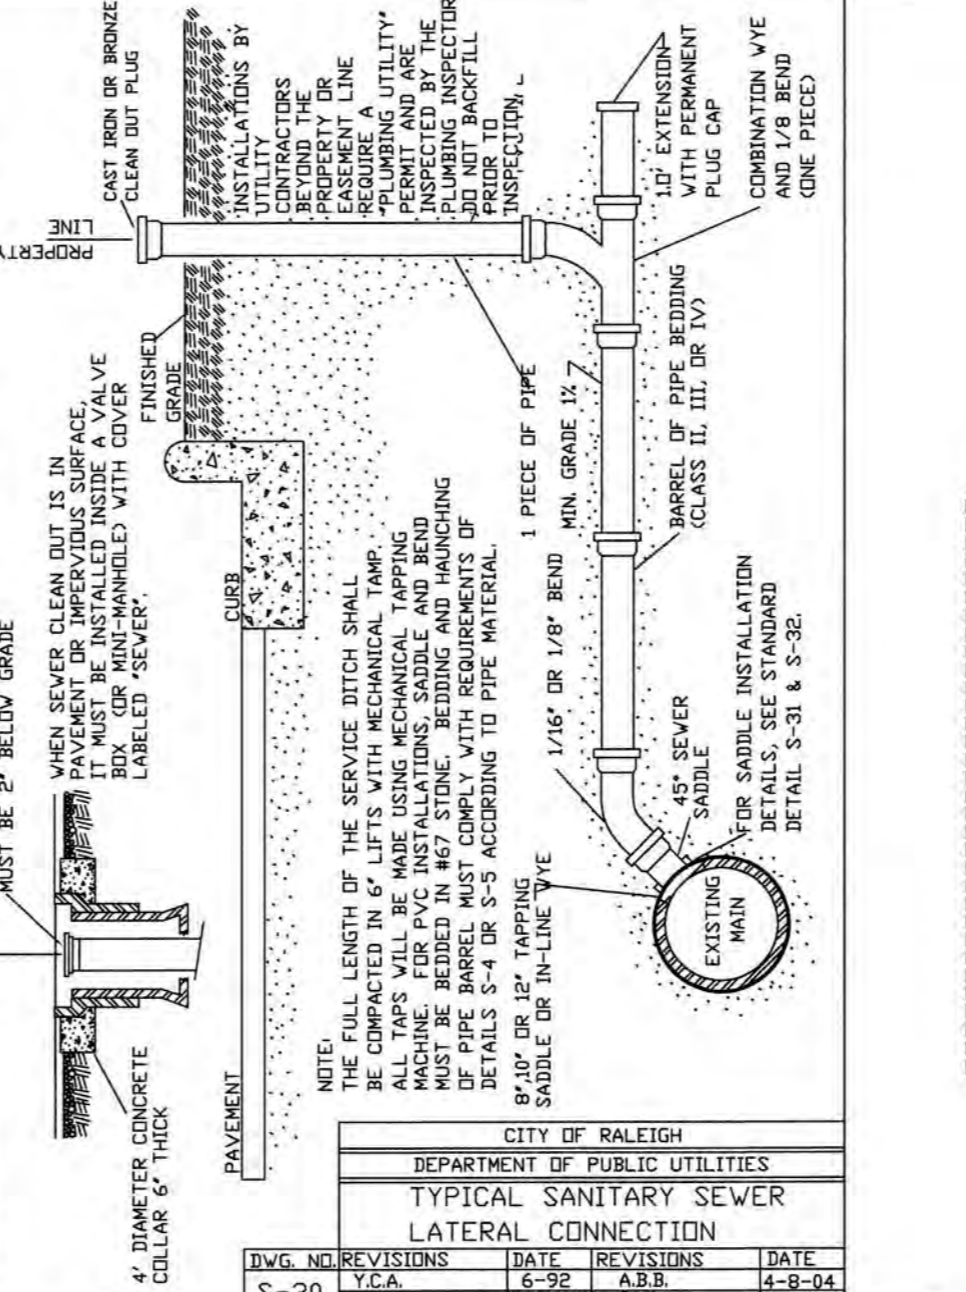 MUST BE 2" BELOW GRADE
WHEN SEWER CLEAN OUT IS IN
PAVEMENT OR IMPERVIOUS SURFACE,
IT MUST BE INSTALLED INSIDE A VALVE
BOX (OR MINI-MANHOLE) WITH COVER
LABELED "SEWER".
4' DIAMETER CONCRETE
COLLAR 6" THICK
CAST IRON OR BRONZE
CLEAN OUT PLUG
PROPERTY
LINE
FINISHED
GRADE
CURB
PAVEMENT
INSTALLATIONS BY
UTILITY
CONTRACTORS
BEYOND THE
PROPERTY OR
EASEMENT LINE
REQUIRE A
"PLUMBING UTILITY"
PERMIT AND ARE
INSPECTED BY THE
PLUMBING INSPECTOR
DO NOT BACKFILL
PRIOR TO
INSPECTION
NOTE:
THE FULL LENGTH OF THE SERVICE DITCH SHALL
BE COMPACTED IN 6" LIFTS WITH MECHANICAL TAMP.
ALL TAPS WILL BE MADE USING MECHANICAL TAPPING
MACHINE. FOR PVC INSTALLATIONS, SADDLE AND BEND
MUST BE BEDDED IN #67 STONE. BEDDING AND HAUNCHING
OF PIPE BARREL MUST COMPLY WITH REQUIREMENTS OF
DETAILS S-4 OR S-5 ACCORDING TO PIPE MATERIAL.
1 PIECE OF PIPE
8",10" OR 12" TAPPING
SADDLE OR IN-LINE TWYE
1/16" OR 1/8" BEND
MIN. GRADE 1%
1.0' EXTENSION
WITH PERMANENT
PLUG CAP
COMBINATION WYE
AND 1/8 BEND
(ONE PIECE)
BARREL OF PIPE BEDDING
(CLASS II, III, OR IV)
45° SEWER
SADDLE
EXISTING
MAIN
FOR SADDLE INSTALLATION
DETAILS, SEE STANDARD
DETAIL S-31 & S-32.
CITY OF RALEIGH
DEPARTMENT OF PUBLIC UTILITIES
TYPICAL SANITARY SEWER
LATERAL CONNECTION
DWG. NO. REVISIONS DATE REVISIONS DATE
Y.C.A. 6-92 A.B.B. 4-8-04